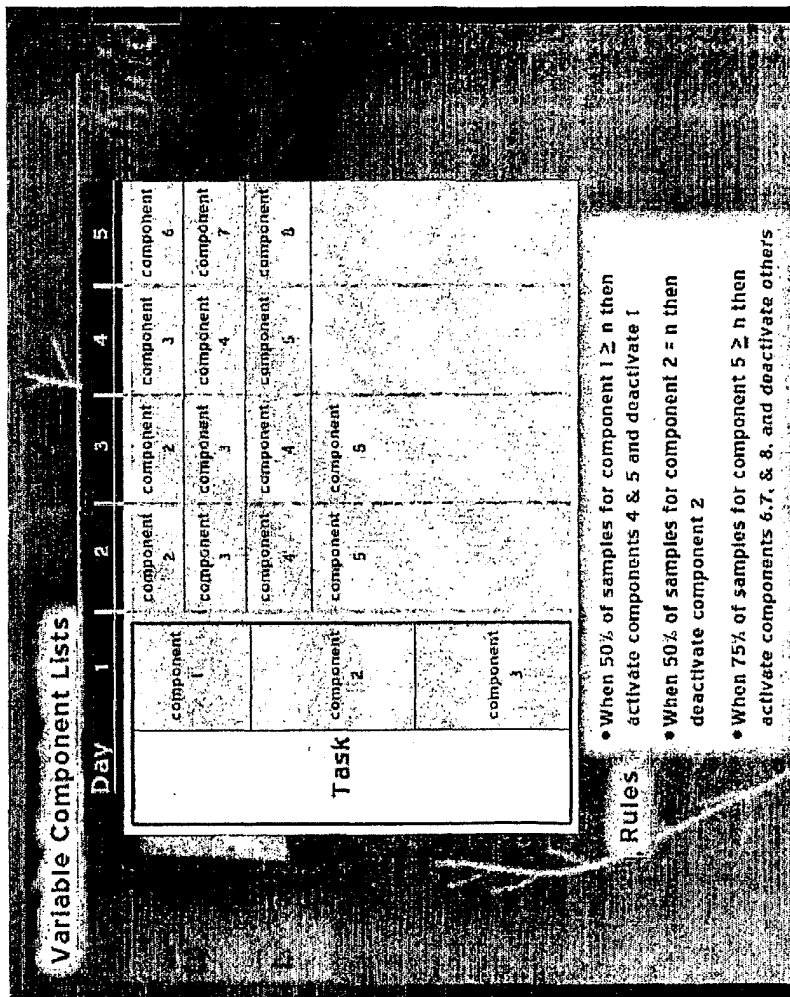 Variable Component Lists
Day 1 2 3 4 5
Task
component 1
component 2
component 3
component 2
component 3
component 4
component 5
component 2
component 3
component 4
component 5
component 3
component 4
component 5
component 6
component 7
component 8
Rules
• When 50% of samples for component 1 ≥ n then
activate components 4 & 5 and deactivate 1
• When 50% of samples for component 2 = n then
deactivate component 2
• When 75% of samples for component 5 ≥ n then
activate components 6,7, & 8, and deactivate others